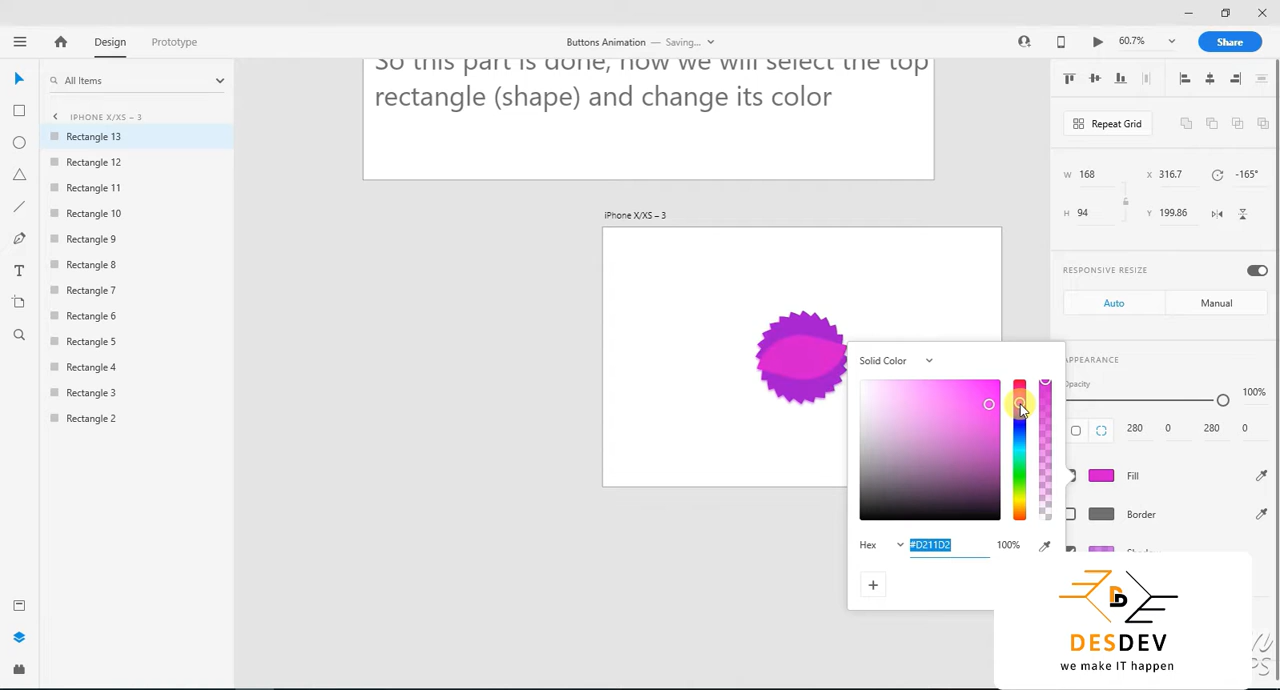 Design
Prototype
Buttons Animation — Saving...
60.7%
Share
All Items
So this part is done, now we will select the top
rectangle (shape) and change its color
Repeat Grid
IPHONE X/XS – 3
Rectangle 13
Rectangle 12
Rectangle 11
Rectangle 10
Rectangle 9
Rectangle 8
Rectangle 7
Rectangle 6
Rectangle 5
Rectangle 4
Rectangle 3
Rectangle 2
iPhone X/XS – 3
W 168 X 316.7 -165°
H 94 Y 199.86
RESPONSIVE RESIZE
Auto Manual
APPEARANCE
Opacity
100%
280 0 280 0
Fill
Border
Solid Color
Hex #D211D2 100%
DESDEV
we make IT happen